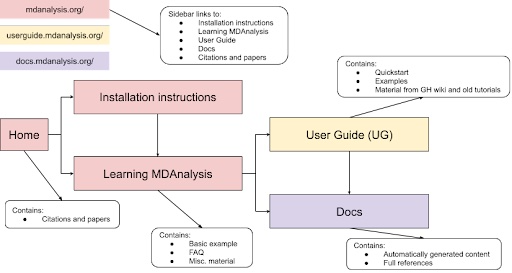 mdanalysis.org/
userguide.mdanalysis.org/
docs.mdanalysis.org/
Sidebar links to:
● Installation instructions
● Learning MDAnalysis
● User Guide
● Docs
● Citations and papers
Contains:
● Quickstart
● Examples
● Material from GH wiki and old tutorials
Installation instructions
Home
User Guide (UG)
Learning MDAnalysis
Docs
Contains:
● Citations and papers
Contains:
● Basic example
● FAQ
● Misc. material
Contains:
● Automatically generated content
● Full references